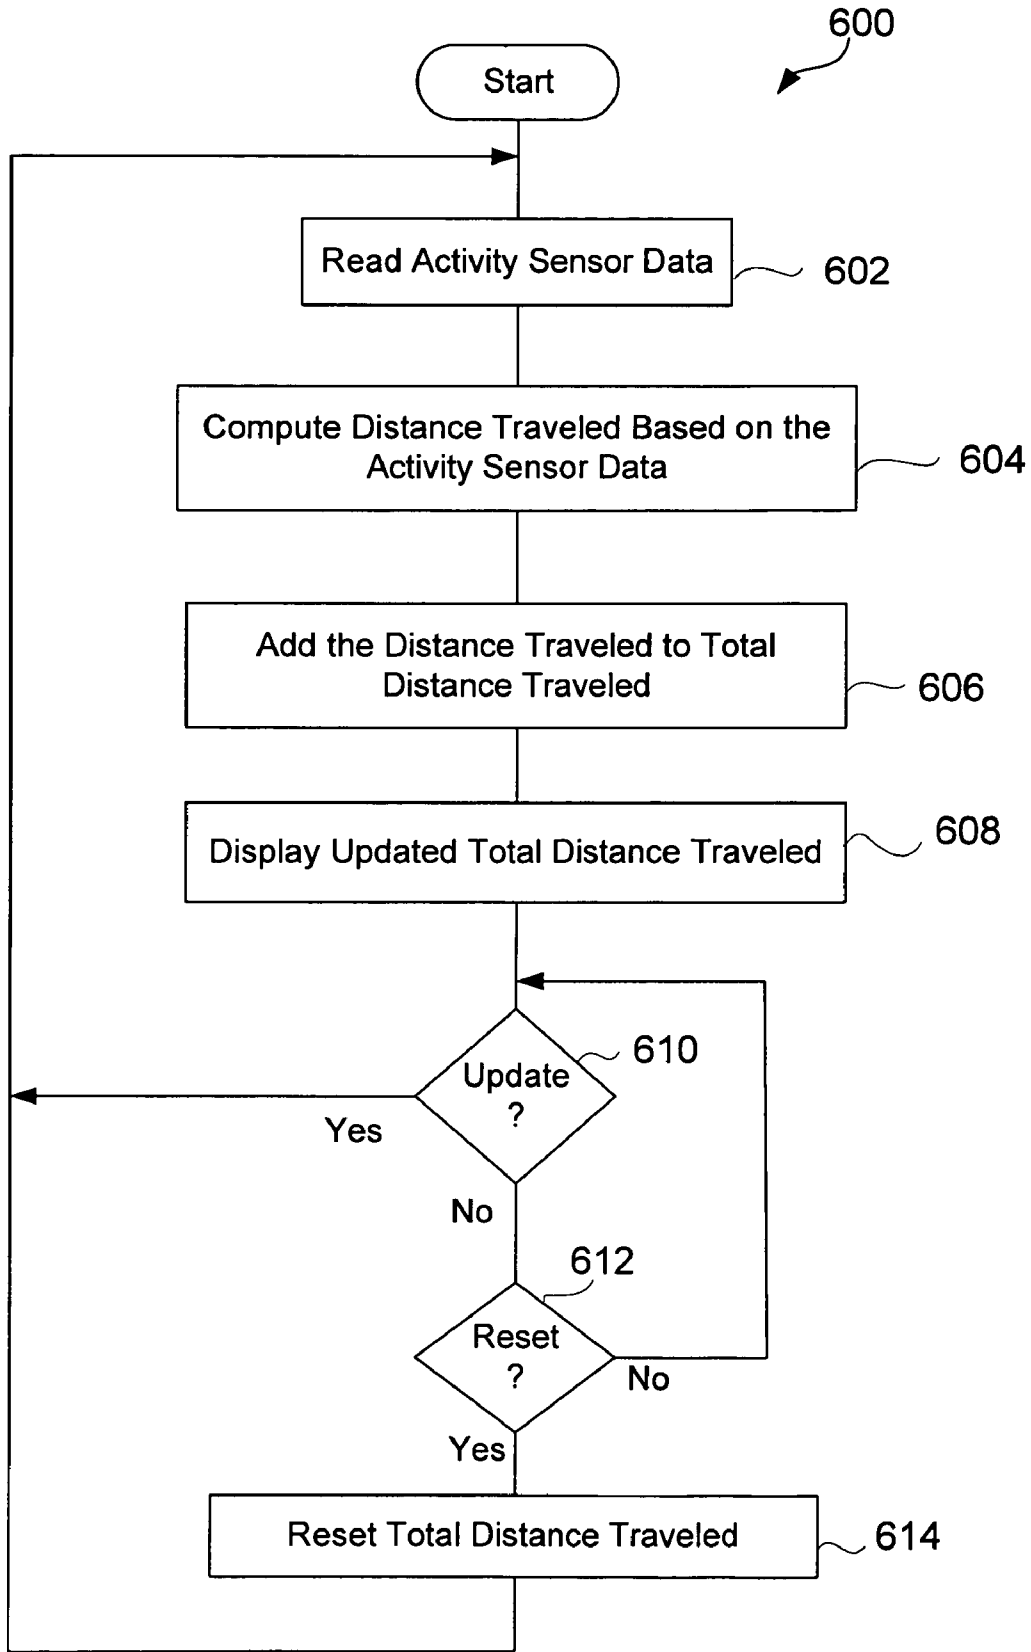 600
Start
Read Activity Sensor Data
602
Compute Distance Traveled Based on the
Activity Sensor Data
604
Add the Distance Traveled to Total
Distance Traveled
606
Display Updated Total Distance Traveled
608
Update
?
610
Yes
No
612
Reset
?
No
Yes
Reset Total Distance Traveled
614